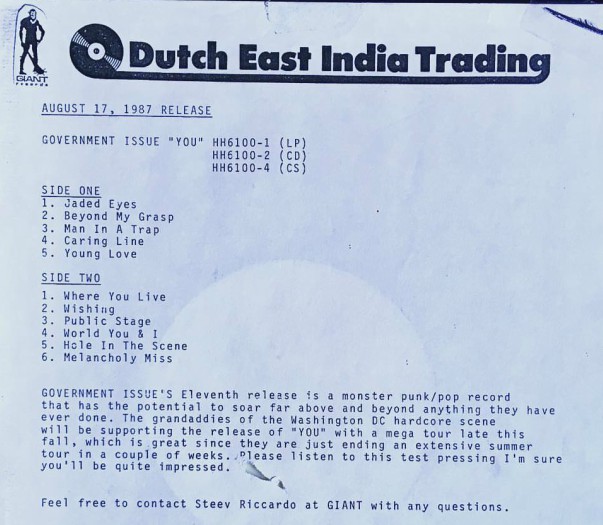 GIANT
RECORDS
Dutch East India Trading
AUGUST 17, 1987 RELEASE
GOVERNMENT ISSUE "YOU" HH6100-1 (LP)
HH6100-2 (CD)
HH6100-4 (CS)
SIDE ONE
1. Jaded Eyes
2. Beyond My Grasp
3. Man In A Trap
4. Caring Line
5. Young Love
SIDE TWO
1. Where You Live
2. Wishing
3. Public Stage
4. World You & I
5. Hole In The Scene
6. Melancholy Miss
GOVERNMENT ISSUE'S Eleventh release is a monster punk/pop record
that has the potential to soar far above and beyond anything they have
ever done. The grandaddies of the Washington DC hardcore scene
will be supporting the release of "YOU" with a mega tour late this
fall, which is great since they are just ending an extensive summer
tour in a couple of weeks. Please listen to this test pressing I'm sure
you'll be quite impressed.
Feel free to contact Steev Riccardo at GIANT with any questions.